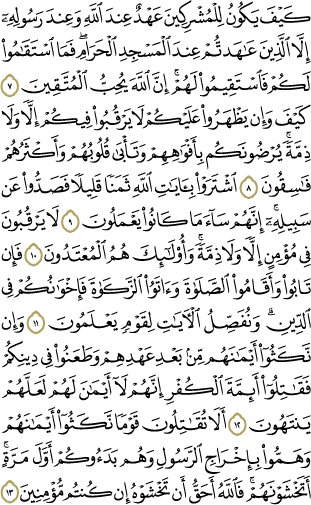 كَيْفَ يَكُونُ لِلْمُشْرِكِينَ عَهْدٌ عِندَ ٱللَّهِ وَعِندَ رَسُولِهِۦٓ
إِلَّا ٱلَّذِينَ عَٰهَدتُّمْ عِندَ ٱلْمَسْجِدِ ٱلْحَرَامِ ۖ فَمَا ٱسْتَقَٰمُوا۟
لَكُمْ فَٱسْتَقِيمُوا۟ لَهُمْ ۚ إِنَّ ٱللَّهَ يُحِبُّ ٱلْمُتَّقِينَ ٧
كَيْفَ وَإِن يَظْهَرُوا۟ عَلَيْكُمْ لَا يَرْقُبُوا۟ فِيكُمْ إِلًّا وَلَا
ذِمَّةً ۚ يُرْضُونَكُم بِأَفْوَٰهِهِمْ وَتَأْبَىٰ قُلُوبُهُمْ وَأَكْثَرُهُمْ
فَٰسِقُونَ ٨ ٱشْتَرَوْا۟ بِـَٔايَٰتِ ٱللَّهِ ثَمَنًا قَلِيلًا فَصَدُّوا۟ عَن
سَبِيلِهِۦٓ ۚ إِنَّهُمْ سَآءَ مَا كَانُوا۟ يَعْمَلُونَ ٩ لَا يَرْقُبُونَ
فِى مُؤْمِنٍ إِلًّا وَلَا ذِمَّةً ۚ وَأُو۟لَٰٓئِكَ هُمُ ٱلْمُعْتَدُونَ ١٠ فَإِن
تَابُوا۟ وَأَقَامُوا۟ ٱلصَّلَوٰةَ وَءَاتَوُا۟ ٱلزَّكَوٰةَ فَإِخْوَٰنُكُمْ فِى
ٱلدِّينِ ۗ وَنُفَصِّلُ ٱلْءَايَٰتِ لِقَوْمٍ يَعْلَمُونَ ١١ وَإِن
نَّكَثُوٓا۟ أَيْمَٰنَهُم مِّنۢ بَعْدِ عَهْدِهِمْ وَطَعَنُوا۟ فِى دِينِكُمْ
فَقَٰتِلُوٓا۟ أَئِمَّةَ ٱلْكُفْرِ ۙ إِنَّهُمْ لَآ أَيْمَٰنَ لَهُمْ لَعَلَّهُمْ
يَنتَهُونَ ١٢ أَلَا تُقَٰتِلُونَ قَوْمًا نَّكَثُوٓا۟ أَيْمَٰنَهُمْ
وَهَمُّوا۟ بِإِخْرَاجِ ٱلرَّسُولِ وَهُم بَدَءُوكُمْ أَوَّلَ مَرَّةٍ ۚ
أَتَخْشَوْنَهُمْ ۚ فَٱللَّهُ أَحَقُّ أَن تَخْشَوْهُ إِن كُنتُم مُّؤْمِنِينَ ١٣